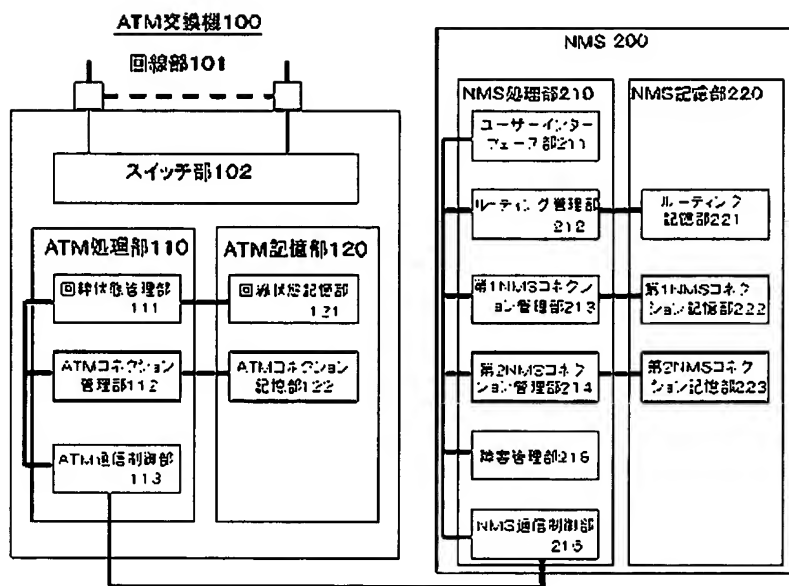 ATM交換機100
回線部101
スイッチ部102
ATM処理部110
ATM記憶部120
回線状態管理部
111
回線状態記憶部
121
ATMコネクション
管理部112
ATMコネクション
記憶部122
ATM通信制御部
113
NMS 200
NMS処理部210
NMS記憶部220
ユーザーインター
フェース部211
ルーティング管理部
212
ルーティング
記憶部221
第1NMSコネクシ
ョン管理部213
第1NMSコネク
ション記憶部222
第2NMSコネク
ション管理部214
第2NMSコネク
ション記憶部223
障害管理部216
NMS通信制御部
215